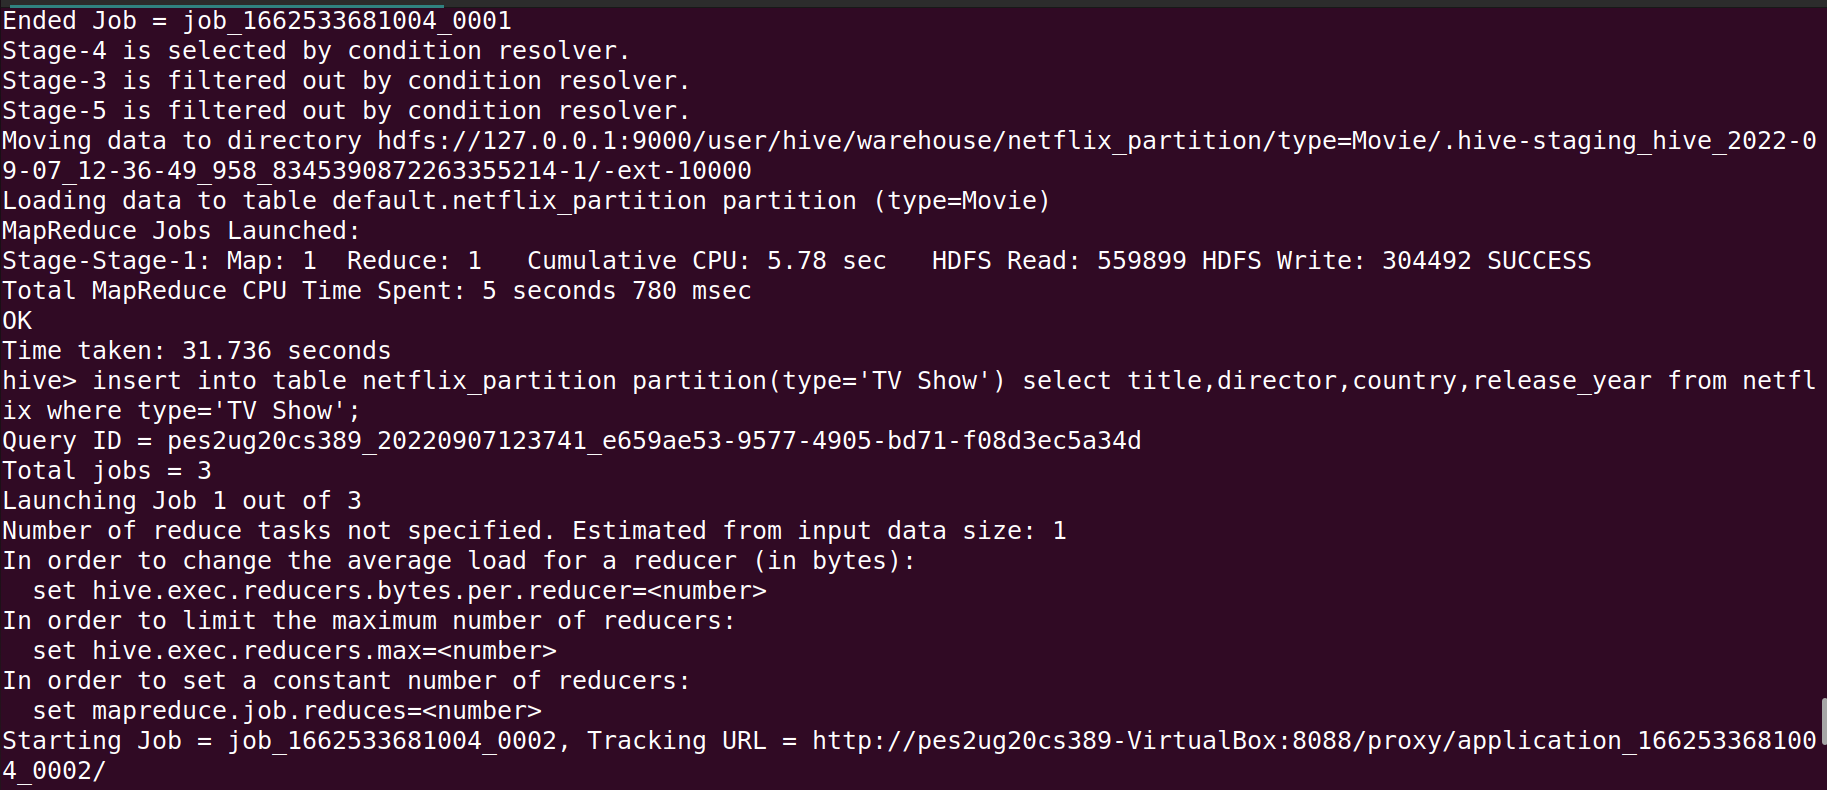 Ended Job = job_1662533681004_0001
Stage-4 is selected by condition resolver.
Stage-3 is filtered out by condition resolver.
Stage-5 is filtered out by condition resolver.
Moving data to directory hdfs://127.0.0.1:9000/user/hive/warehouse/netflix_partition/type=Movie/.hive-staging_hive_2022-0
9-07_12-36-49_958_8345390872263355214-1/-ext-10000
Loading data to table default.netflix_partition partition (type=Movie)
MapReduce Jobs Launched:
Stage-Stage-1: Map: 1  Reduce: 1   Cumulative CPU: 5.78 sec   HDFS Read: 559899 HDFS Write: 304492 SUCCESS
Total MapReduce CPU Time Spent: 5 seconds 780 msec
OK
Time taken: 31.736 seconds
hive> insert into table netflix_partition partition(type='TV Show') select title,director,country,release_year from netfl
ix where type='TV Show';
Query ID = pes2ug20cs389_20220907123741_e659ae53-9577-4905-bd71-f08d3ec5a34d
Total jobs = 3
Launching Job 1 out of 3
Number of reduce tasks not specified. Estimated from input data size: 1
In order to change the average load for a reducer (in bytes):
  set hive.exec.reducers.bytes.per.reducer=<number>
In order to limit the maximum number of reducers:
  set hive.exec.reducers.max=<number>
In order to set a constant number of reducers:
  set mapreduce.job.reduces=<number>
Starting Job = job_1662533681004_0002, Tracking URL = http://pes2ug20cs389-VirtualBox:8088/proxy/application_166253368100
4_0002/